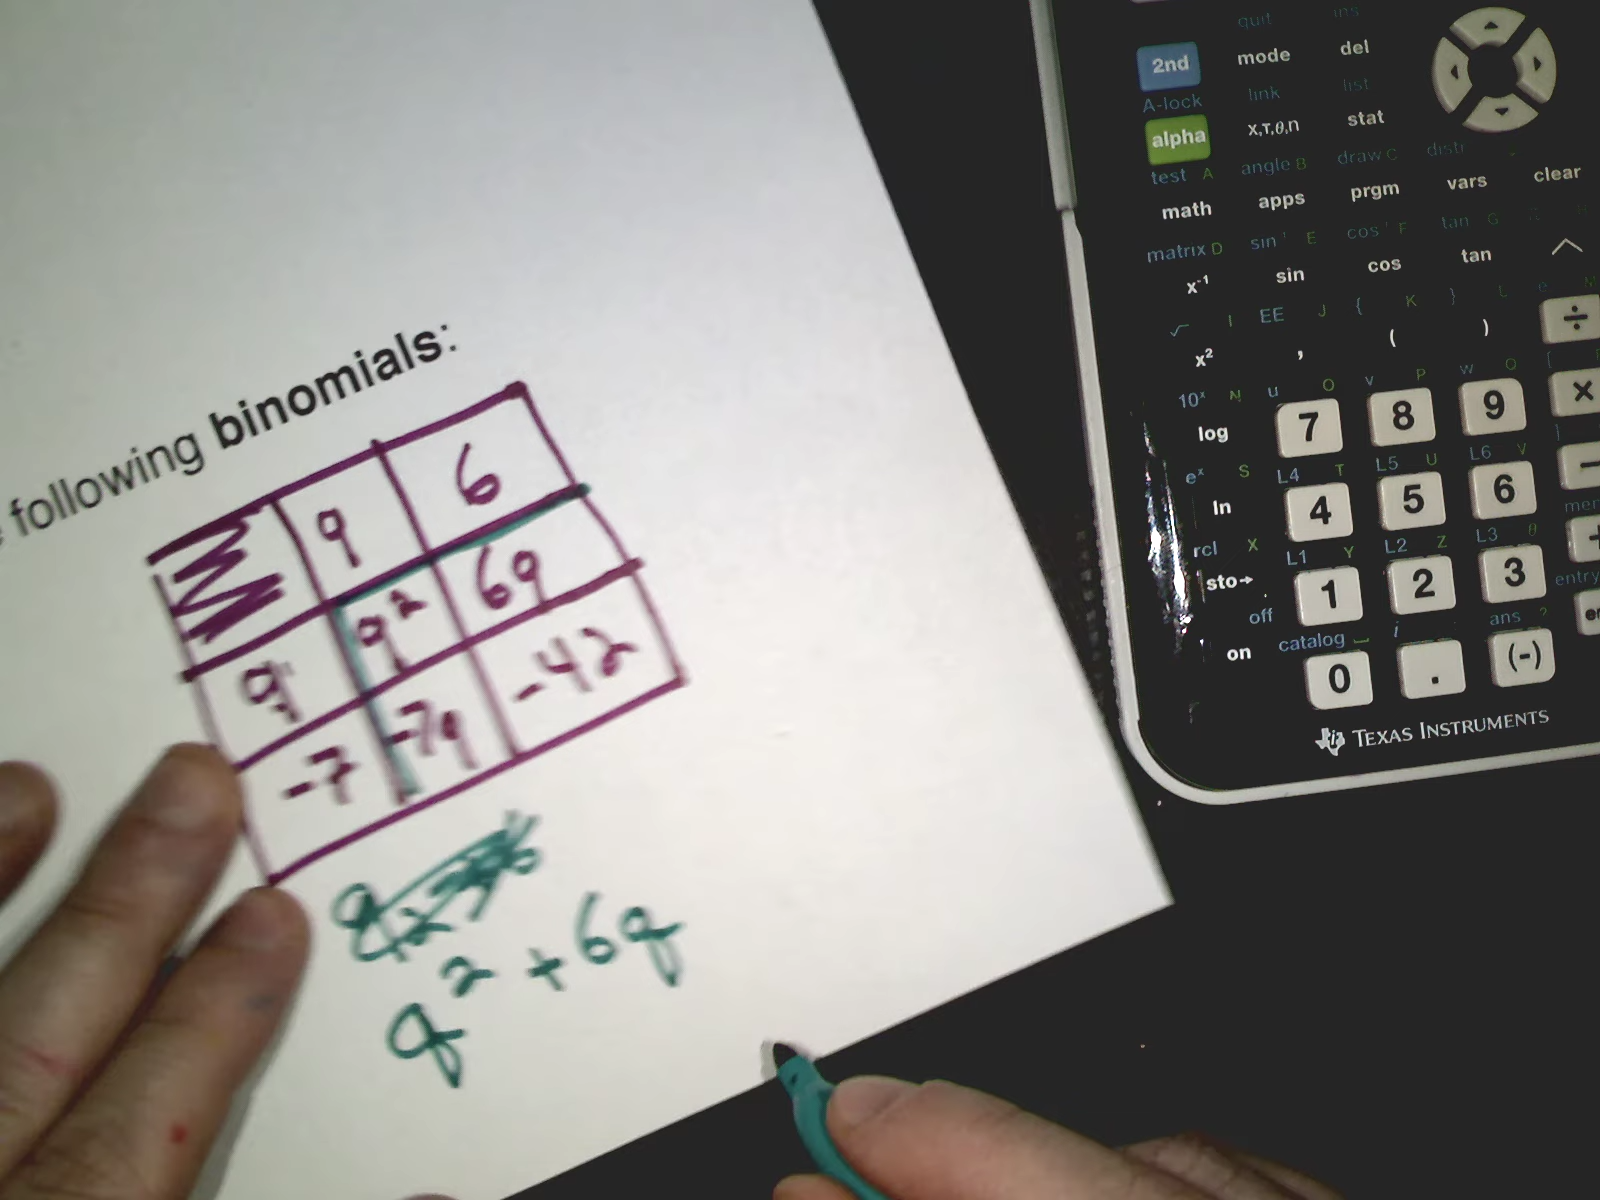 following binomials:
q 6
q q² 6q
-7 -7q -42
q² + 6q
quit ins
2nd mode del
A-lock link list
alpha X,T,θ,n stat
test A angle B draw C distr
math apps prgm vars clear
matrix D sin⁻¹ E cos⁻¹ F tan G
x⁻¹ sin cos tan ^
√ I EE J { K } L e M
x² , ( ) ÷
10ˣ N u O v P w Q [
log 7 8 9 ×
eˣ S L4 T L5 U L6 V ]
ln 4 5 6 −
rcl X L1 Y L2 Z L3 θ mem
sto→ 1 2 3 +
off catalog i ans ? entry
on 0 . (-) en
TEXAS INSTRUMENTS